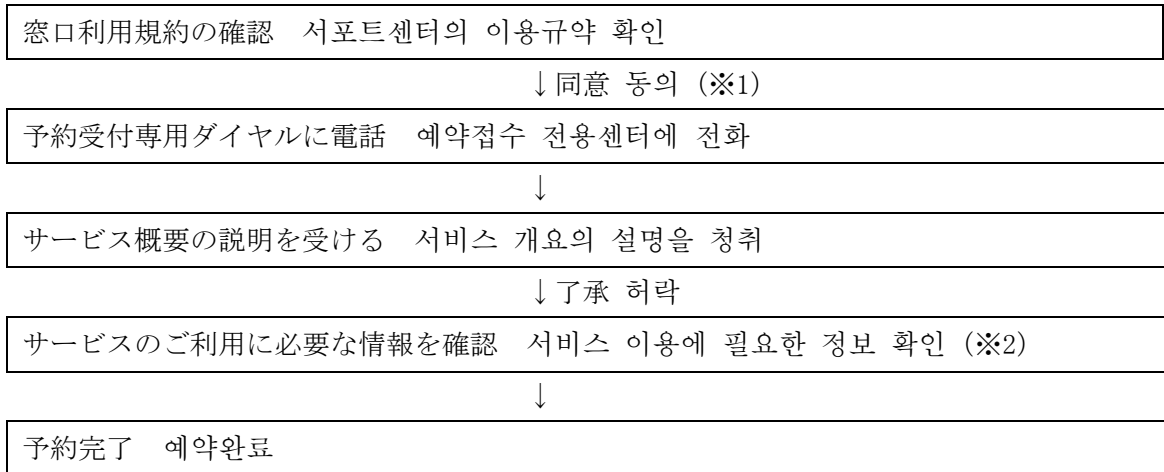 窓口利用規約の確認　서포트센터의 이용규약 확인
↓同意 동의 (※1)
予約受付専用ダイヤルに電話　예약접수 전용센터에 전화
↓
サービス概要の説明を受ける　서비스 개요의 설명을 청취
↓了承 허락
サービスのご利用に必要な情報を確認　서비스 이용에 필요한 정보 확인 (※2)
↓
予約完了　예약완료